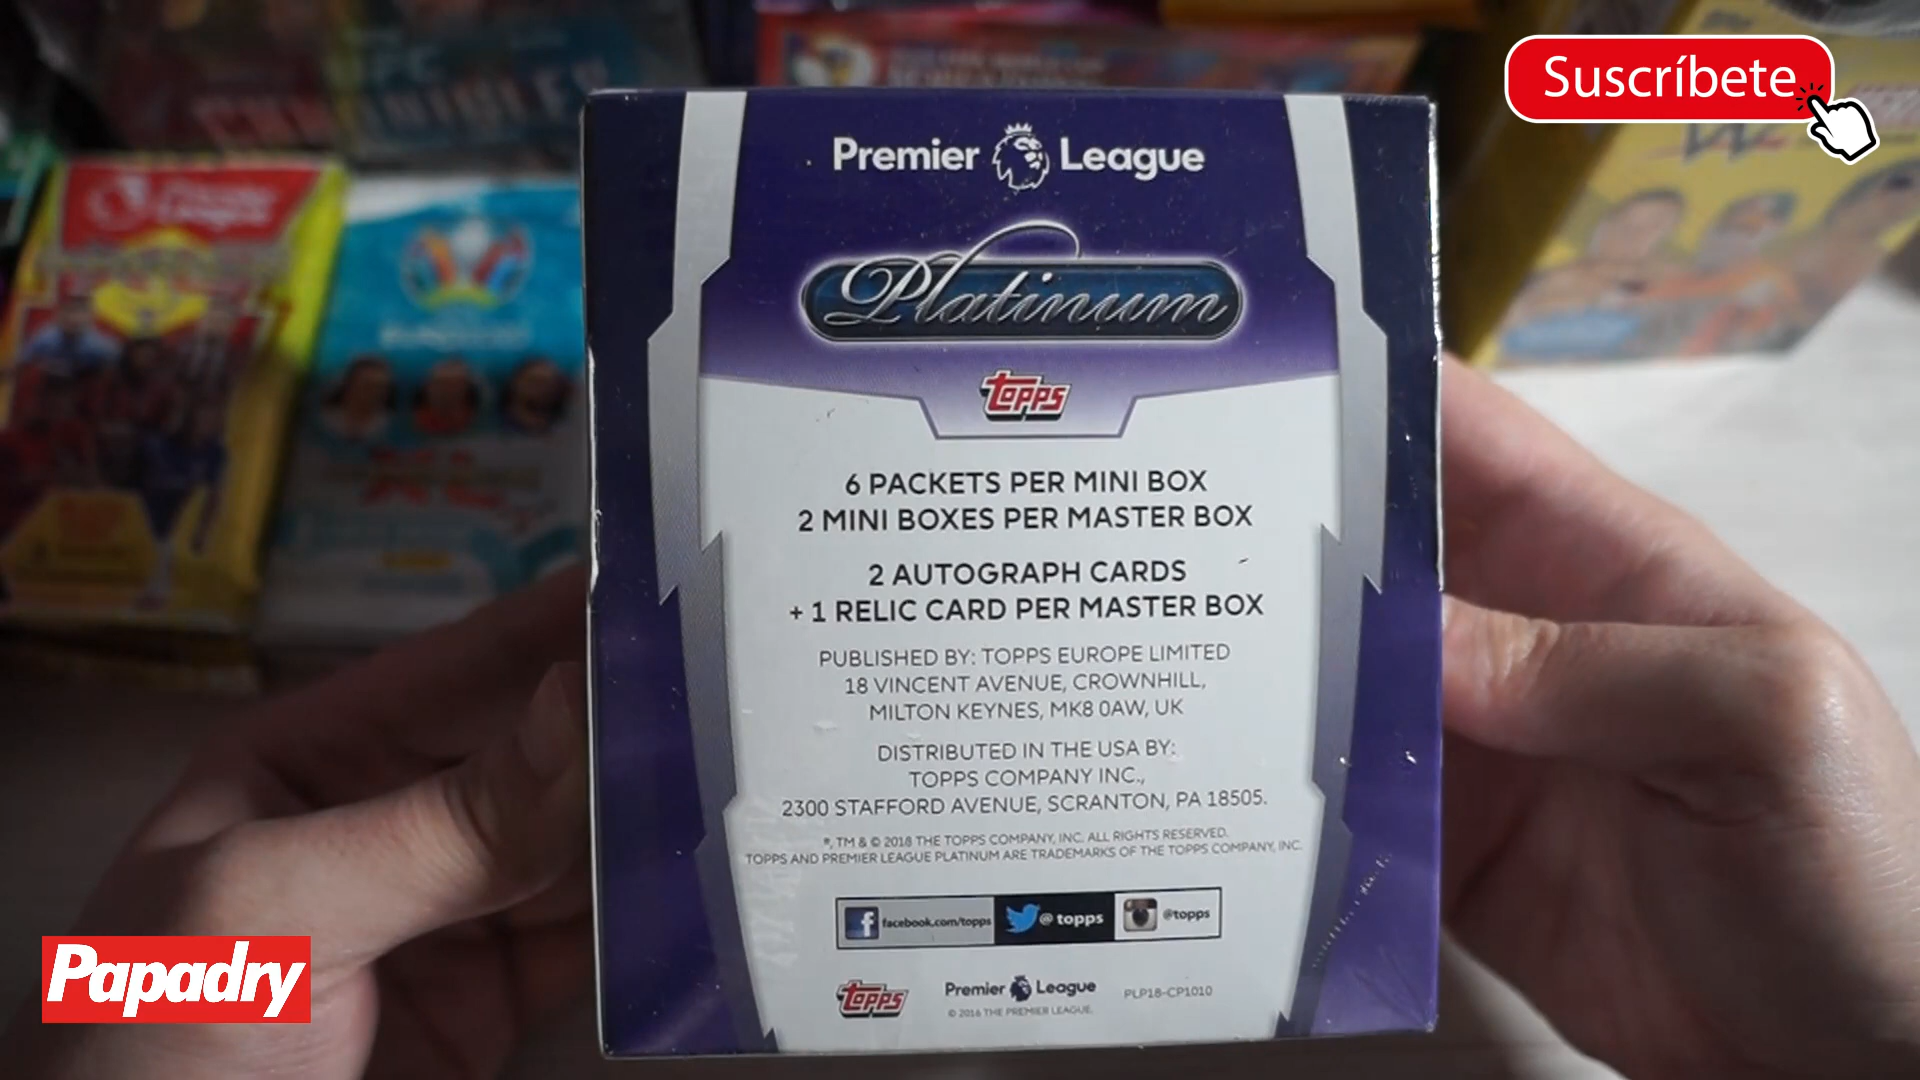 Suscríbete
Premier League
Platinum
topps
6 PACKETS PER MINI BOX
2 MINI BOXES PER MASTER BOX
2 AUTOGRAPH CARDS
+ 1 RELIC CARD PER MASTER BOX
PUBLISHED BY: TOPPS EUROPE LIMITED
18 VINCENT AVENUE, CROWNHILL,
MILTON KEYNES, MK8 0AW, UK
DISTRIBUTED IN THE USA BY:
TOPPS COMPANY INC.,
2300 STAFFORD AVENUE, SCRANTON, PA 18505.
®, TM & © 2018 THE TOPPS COMPANY, INC. ALL RIGHTS RESERVED.
TOPPS AND PREMIER LEAGUE PLATINUM ARE TRADEMARKS OF THE TOPPS COMPANY, INC.
facebook.com/topps @topps @topps
topps Premier League PLP18-CP1010
© 2016 THE PREMIER LEAGUE.
Papadry
Premier League